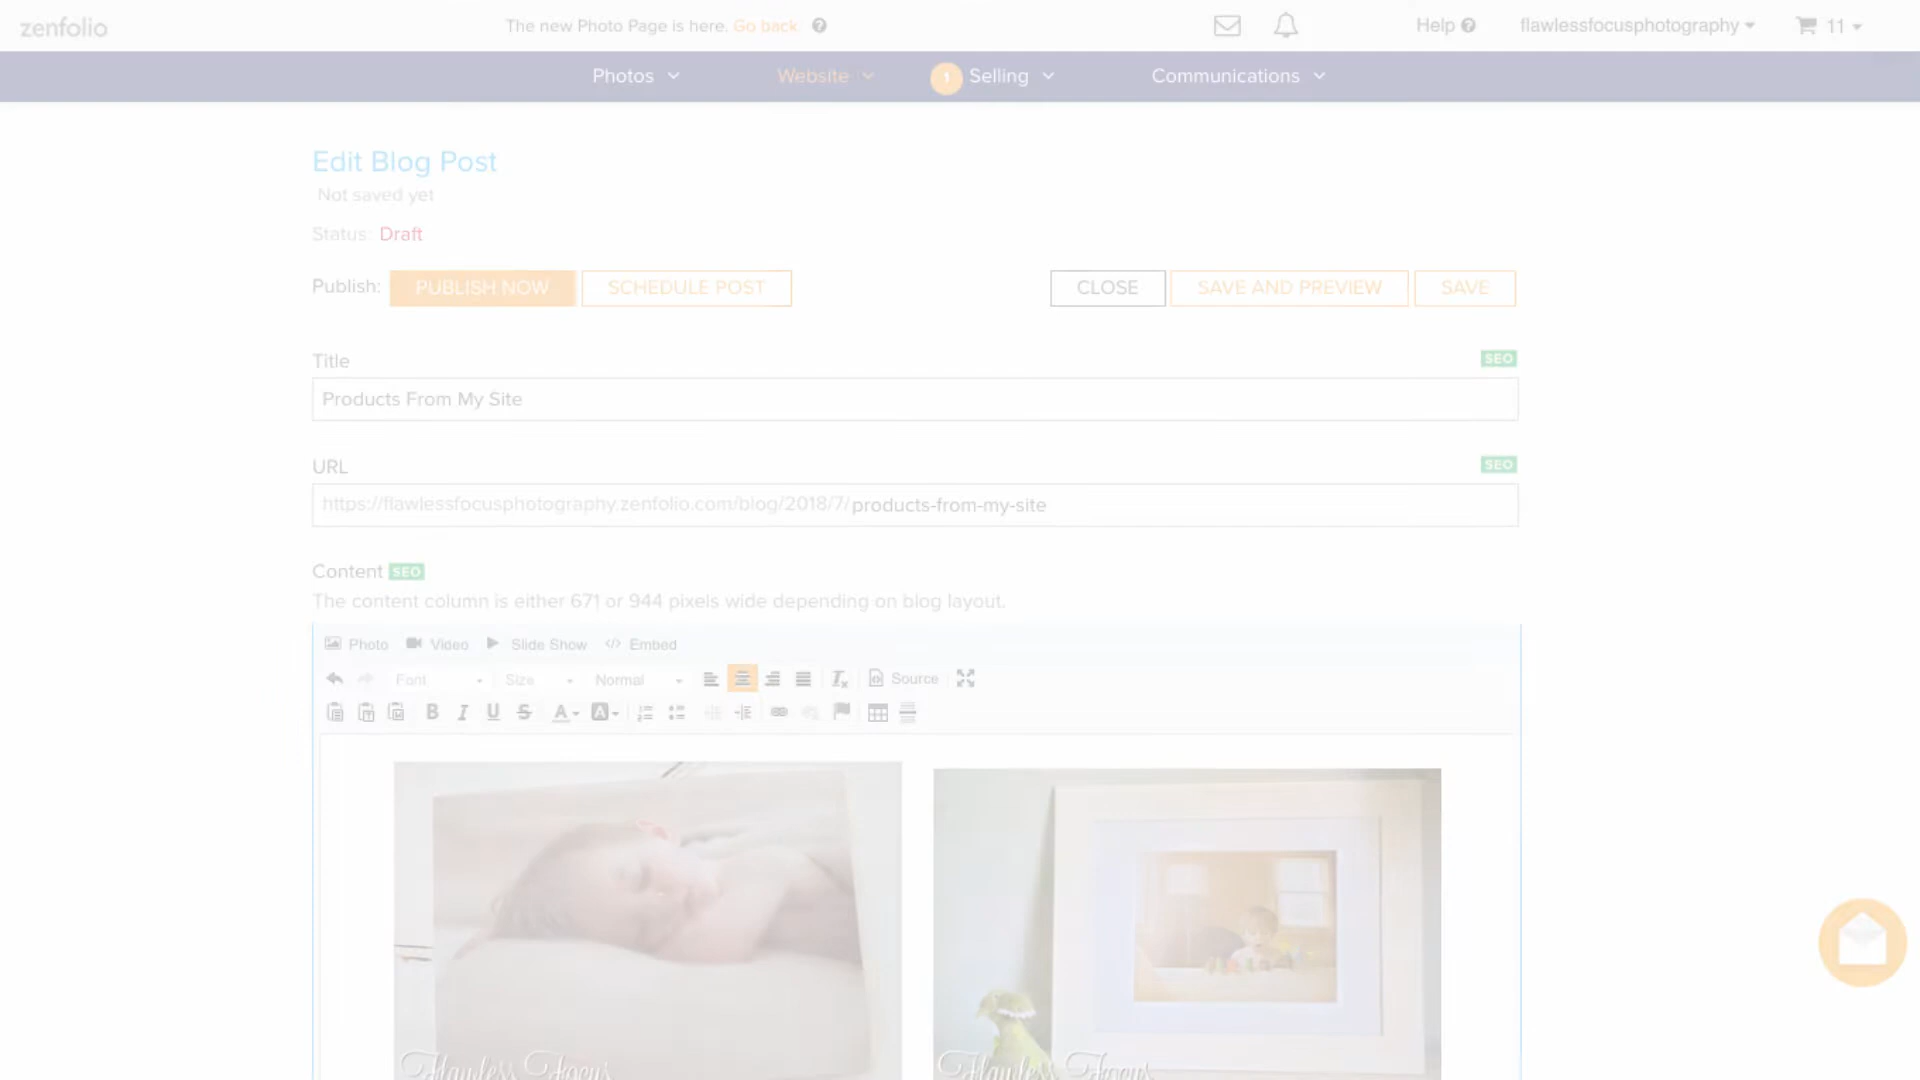 zenfolio
The new Photo Page is here. Go back
Help
flawlessfocusphotography
11
Photos
Website
1
Selling
Communications
Edit Blog Post
Not saved yet
Status: Draft
Publish:
PUBLISH NOW
SCHEDULE POST
CLOSE
SAVE AND PREVIEW
SAVE
Title
SEO
Products From My Site
URL
SEO
https://flawlessfocusphotography.zenfolio.com/blog/2018/7/products-from-my-site
Content SEO
The content column is either 671 or 944 pixels wide depending on blog layout.
Photo
Video
Slide Show
Embed
Font
Size
Normal
Source
B I U S A A
Flawless Focus
Flawless Focus